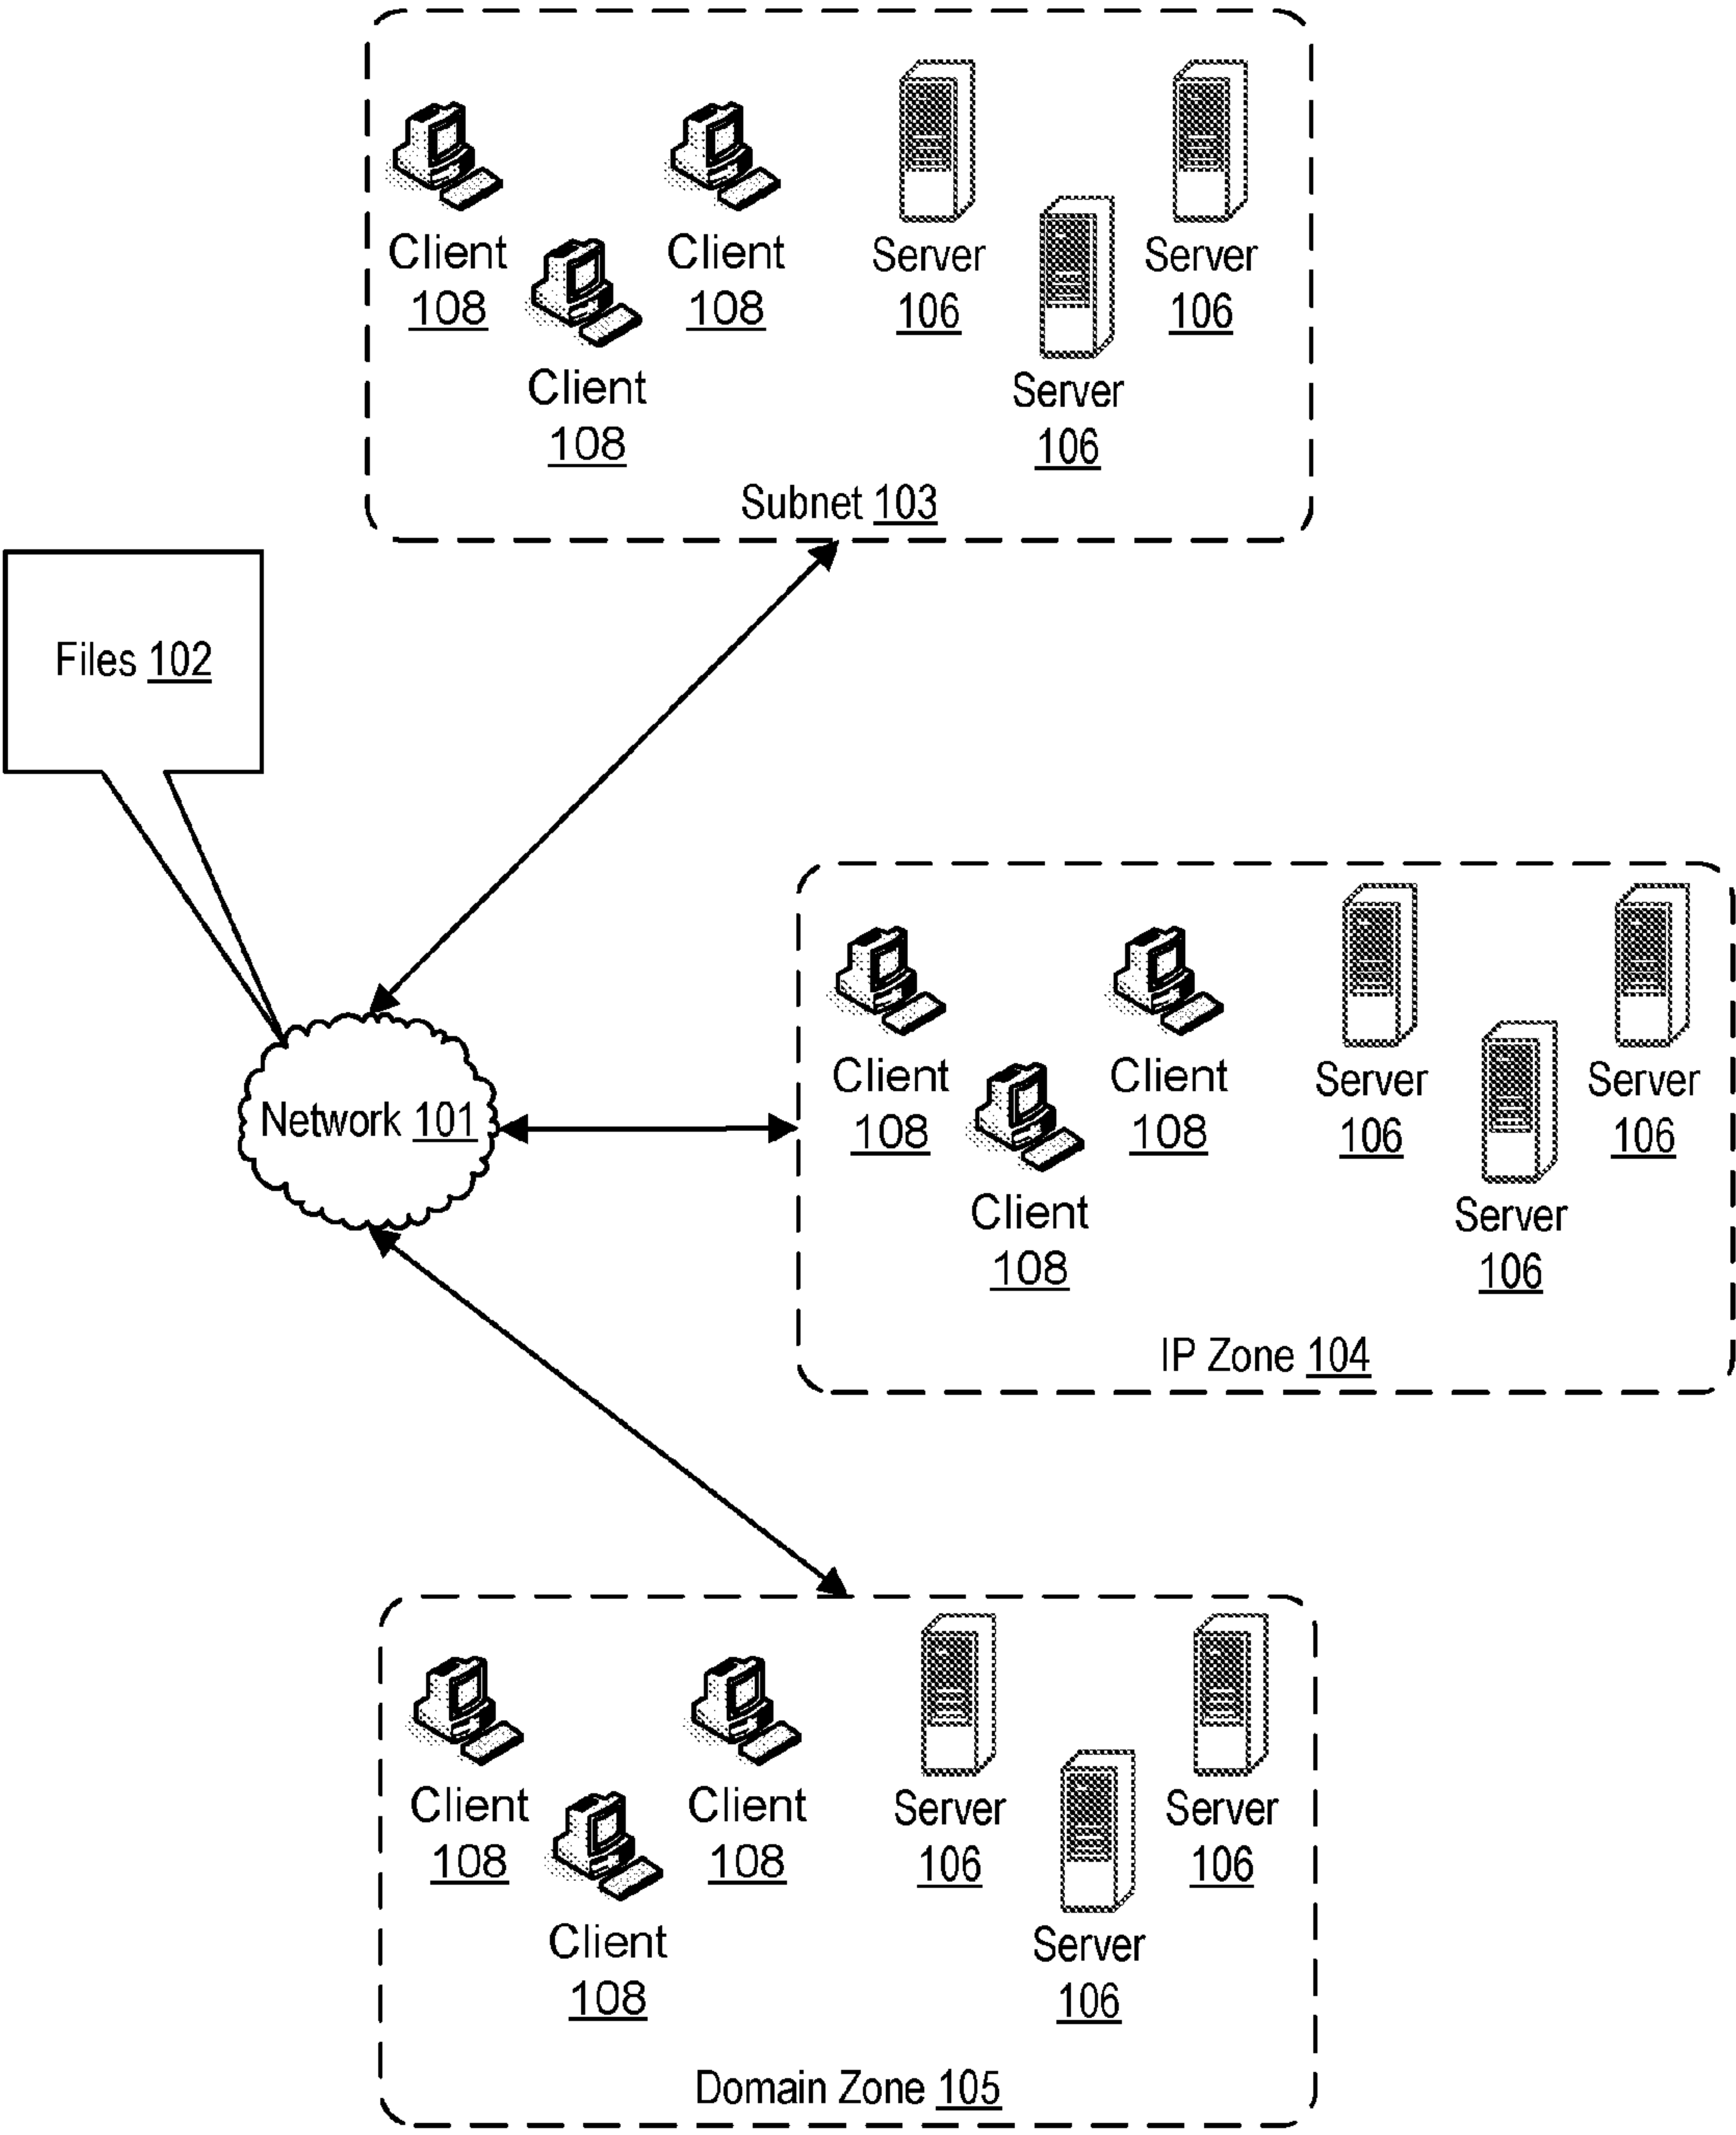 Client
108
Client
108
Client
108
Server
106
Server
106
Server
106
Subnet 103
Files 102
Network 101
Client
108
Client
108
Client
108
Server
106
Server
106
Server
106
IP Zone 104
Client
108
Client
108
Client
108
Server
106
Server
106
Server
106
Domain Zone 105